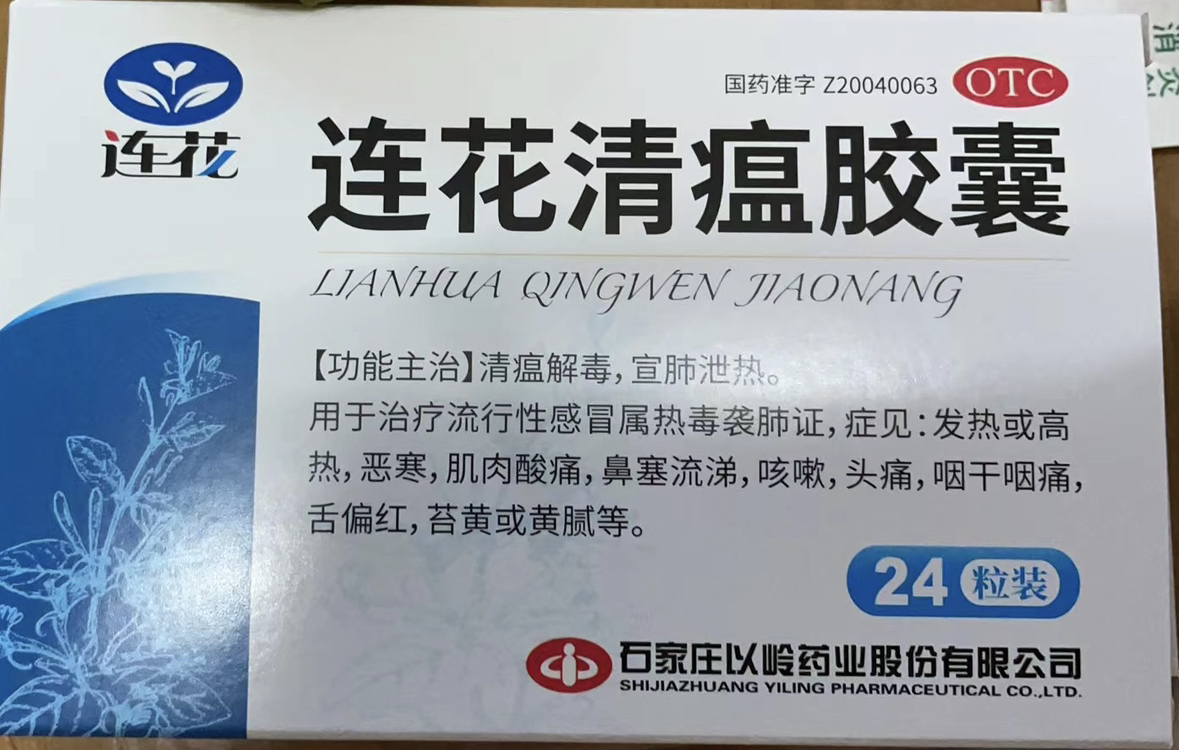 连花
国药准字 Z20040063 OTC
连花清瘟胶囊
LIANHUA QINGWEN JIAONANG
【功能主治】清瘟解毒，宣肺泄热。
用于治疗流行性感冒属热毒袭肺证，症见：发热或高
热，恶寒，肌肉酸痛，鼻塞流涕，咳嗽，头痛，咽干咽痛，
舌偏红，苔黄或黄腻等。
24粒装
石家庄以岭药业股份有限公司
SHIJIAZHUANG YILING PHARMACEUTICAL CO.,LTD.
消